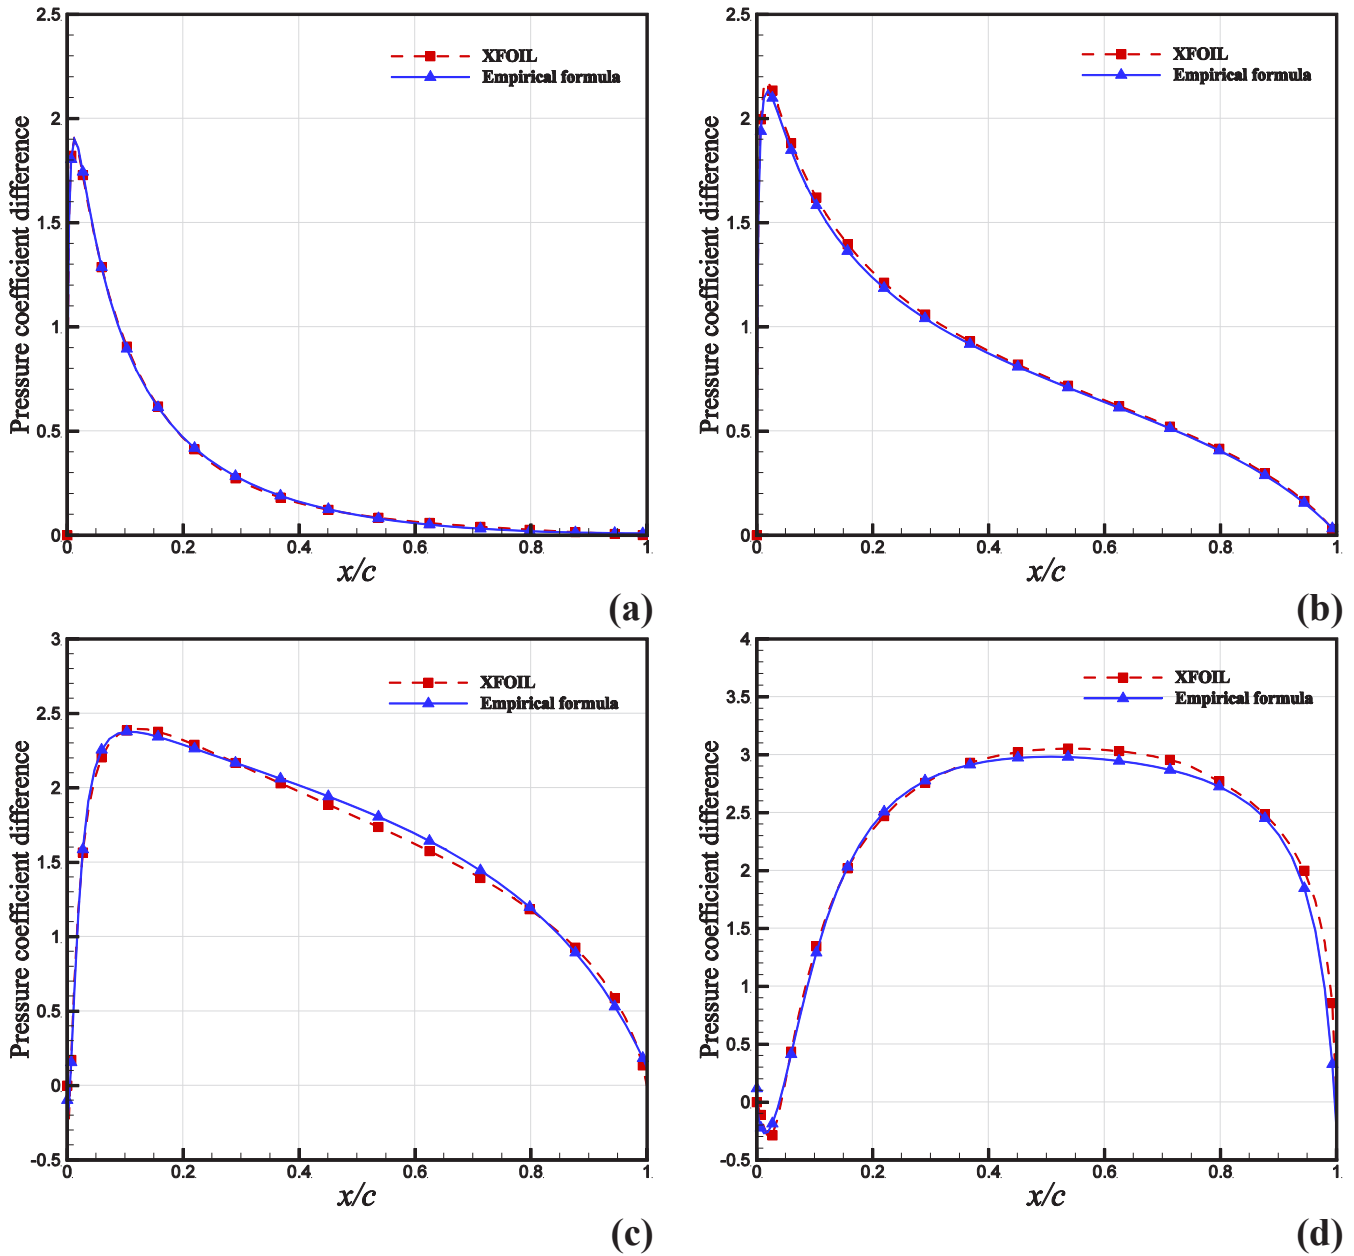 2.5
2
1.5
1
0.5
0
0 0.2 0.4 0.6 0.8 1
Pressure coefficient difference
x/c
XFOIL
Empirical formula
(a)
2.5
2
1.5
1
0.5
0
0 0.2 0.4 0.6 0.8 1
Pressure coefficient difference
x/c
XFOIL
Empirical formula
(b)
3
2.5
2
1.5
1
0.5
0
-0.5
0 0.2 0.4 0.6 0.8 1
Pressure coefficient difference
x/c
XFOIL
Empirical formula
(c)
4
3.5
3
2.5
2
1.5
1
0.5
0
-0.5
0 0.2 0.4 0.6 0.8 1
Pressure coefficient difference
x/c
XFOIL
Empirical formula
(d)